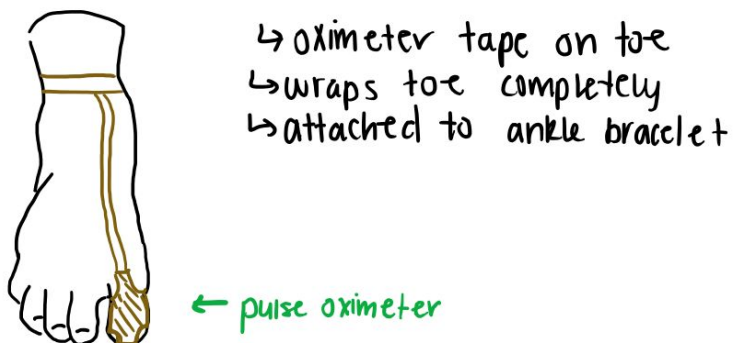 ↳ oximeter tape on toe
↳ wraps toe completely
↳ attached to ankle bracelet
← pulse oximeter